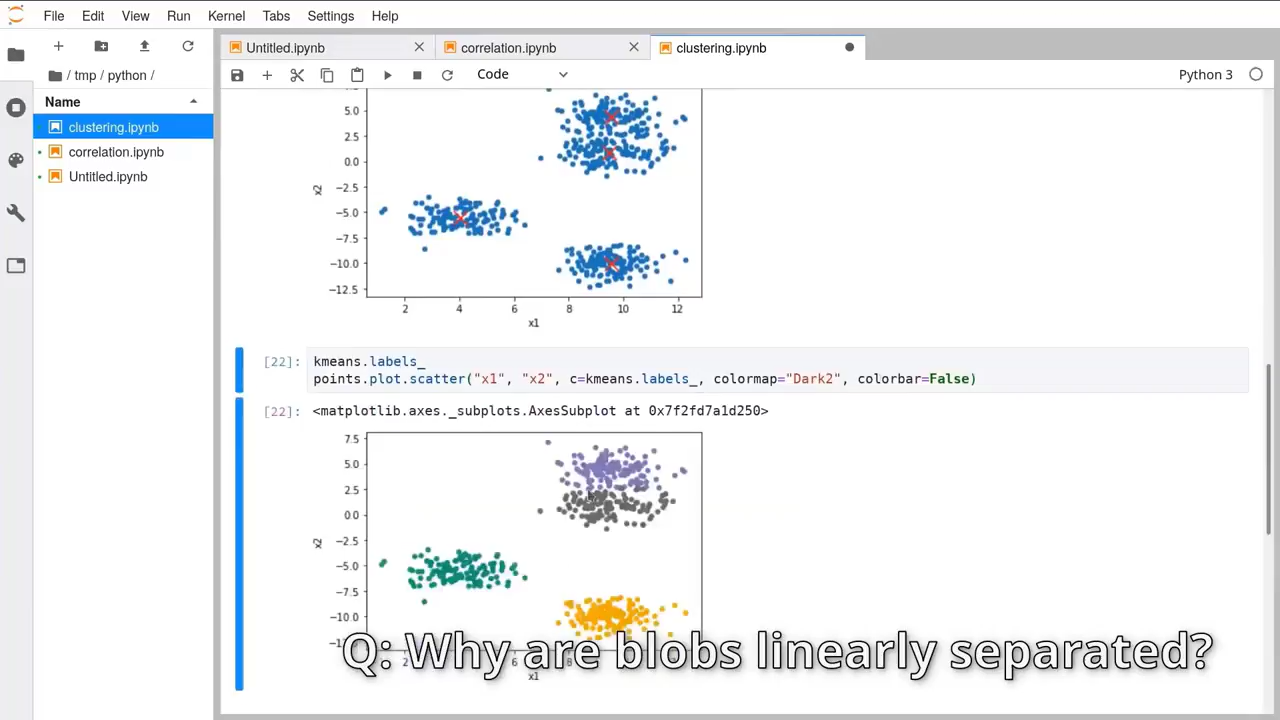 File Edit View Run Kernel Tabs Settings Help
Untitled.ipynb
correlation.ipynb
clustering.ipynb
/ tmp / python /
Code
Python 3
Name
clustering.ipynb
correlation.ipynb
Untitled.ipynb
5.0
2.5
0.0
−2.5
−5.0
−7.5
−10.0
−12.5
x2
2 4 6 8 10 12
x1
[22]:
kmeans.labels_
points.plot.scatter("x1", "x2", c=kmeans.labels_, colormap="Dark2", colorbar=False)
[22]:
<matplotlib.axes._subplots.AxesSubplot at 0x7f2fd7a1d250>
7.5
5.0
2.5
0.0
−2.5
−5.0
−7.5
−10.0
x2
2 6 8
x1
Q: Why are blobs linearly separated?